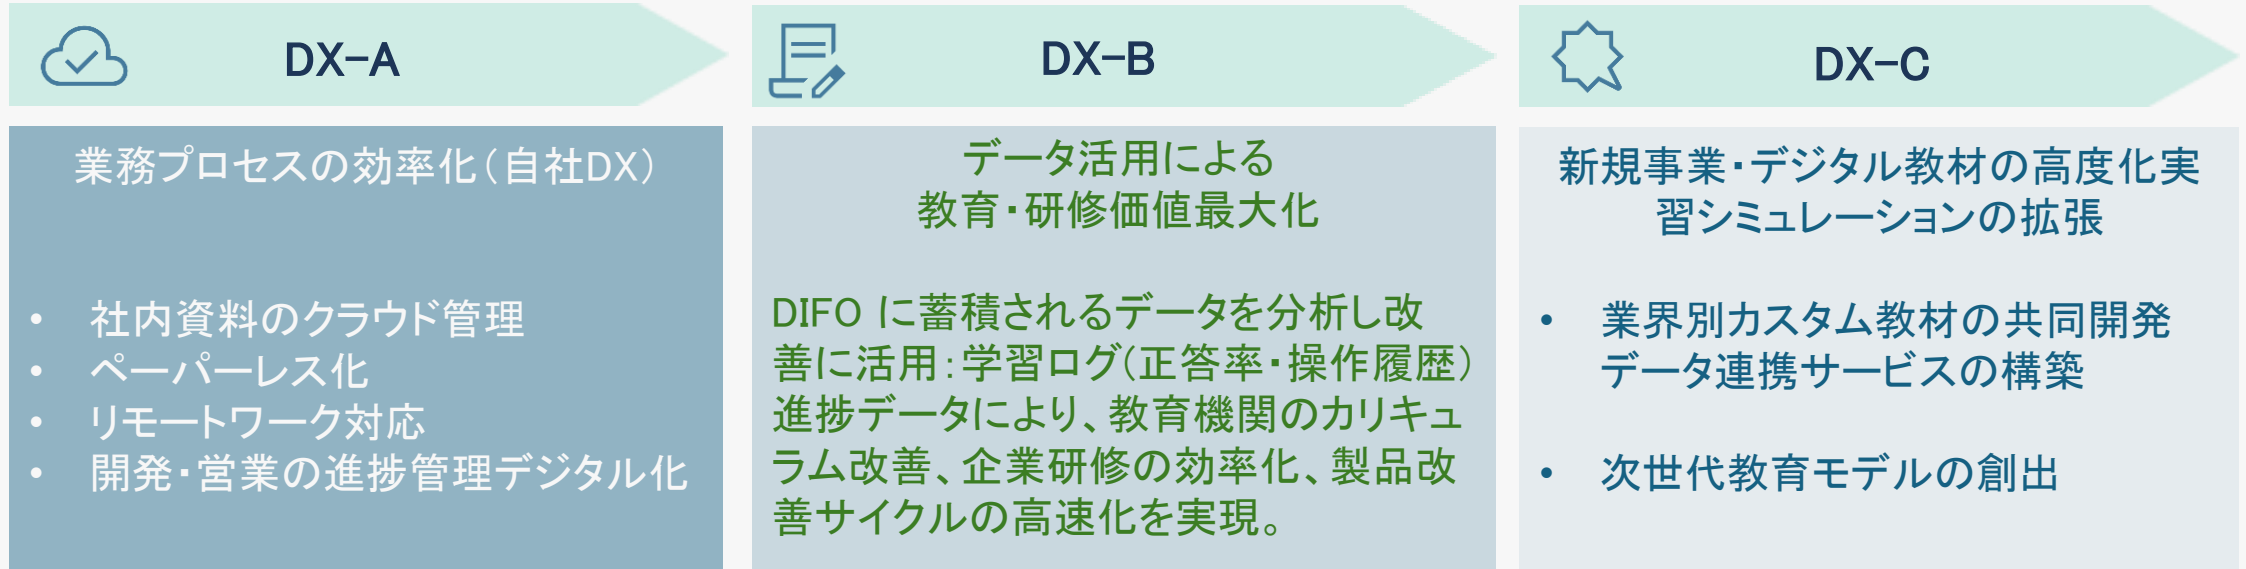 DX-A
業務プロセスの効率化(自社DX)
• 社内資料のクラウド管理
• ペーパーレス化
• リモートワーク対応
• 開発・営業の進捗管理デジタル化
DX-B
データ活用による
教育・研修価値最大化
DIFO に蓄積されるデータを分析し改
善に活用:学習ログ(正答率・操作履歴)
進捗データにより、教育機関のカリキュ
ラム改善、企業研修の効率化、製品改
善サイクルの高速化を実現。
DX-C
新規事業・デジタル教材の高度化実
習シミュレーションの拡張
• 業界別カスタム教材の共同開発
データ連携サービスの構築
• 次世代教育モデルの創出